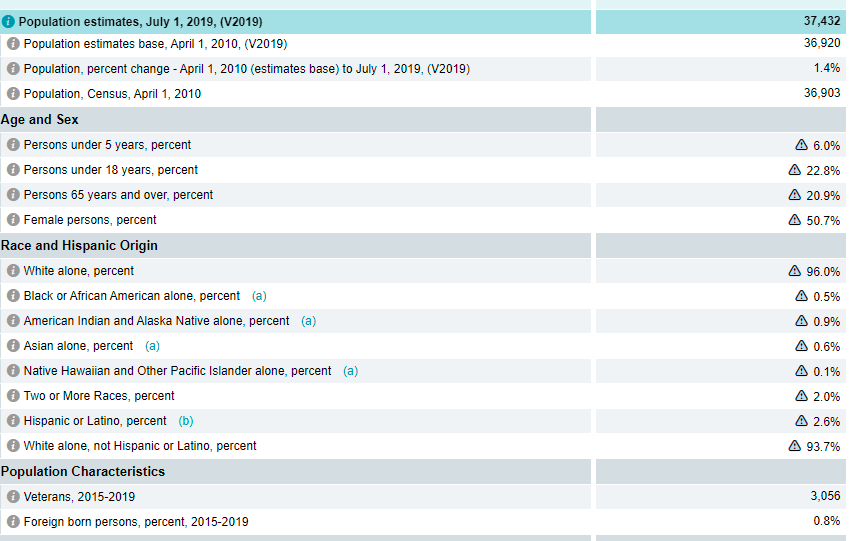 Population estimates, July 1, 2019, (V2019) 37,432
Population estimates base, April 1, 2010, (V2019) 36,920
Population, percent change - April 1, 2010 (estimates base) to July 1, 2019, (V2019) 1.4%
Population, Census, April 1, 2010 36,903
Age and Sex
Persons under 5 years, percent 6.0%
Persons under 18 years, percent 22.8%
Persons 65 years and over, percent 20.9%
Female persons, percent 50.7%
Race and Hispanic Origin
White alone, percent 96.0%
Black or African American alone, percent (a) 0.5%
American Indian and Alaska Native alone, percent (a) 0.9%
Asian alone, percent (a) 0.6%
Native Hawaiian and Other Pacific Islander alone, percent (a) 0.1%
Two or More Races, percent 2.0%
Hispanic or Latino, percent (b) 2.6%
White alone, not Hispanic or Latino, percent 93.7%
Population Characteristics
Veterans, 2015-2019 3,056
Foreign born persons, percent, 2015-2019 0.8%